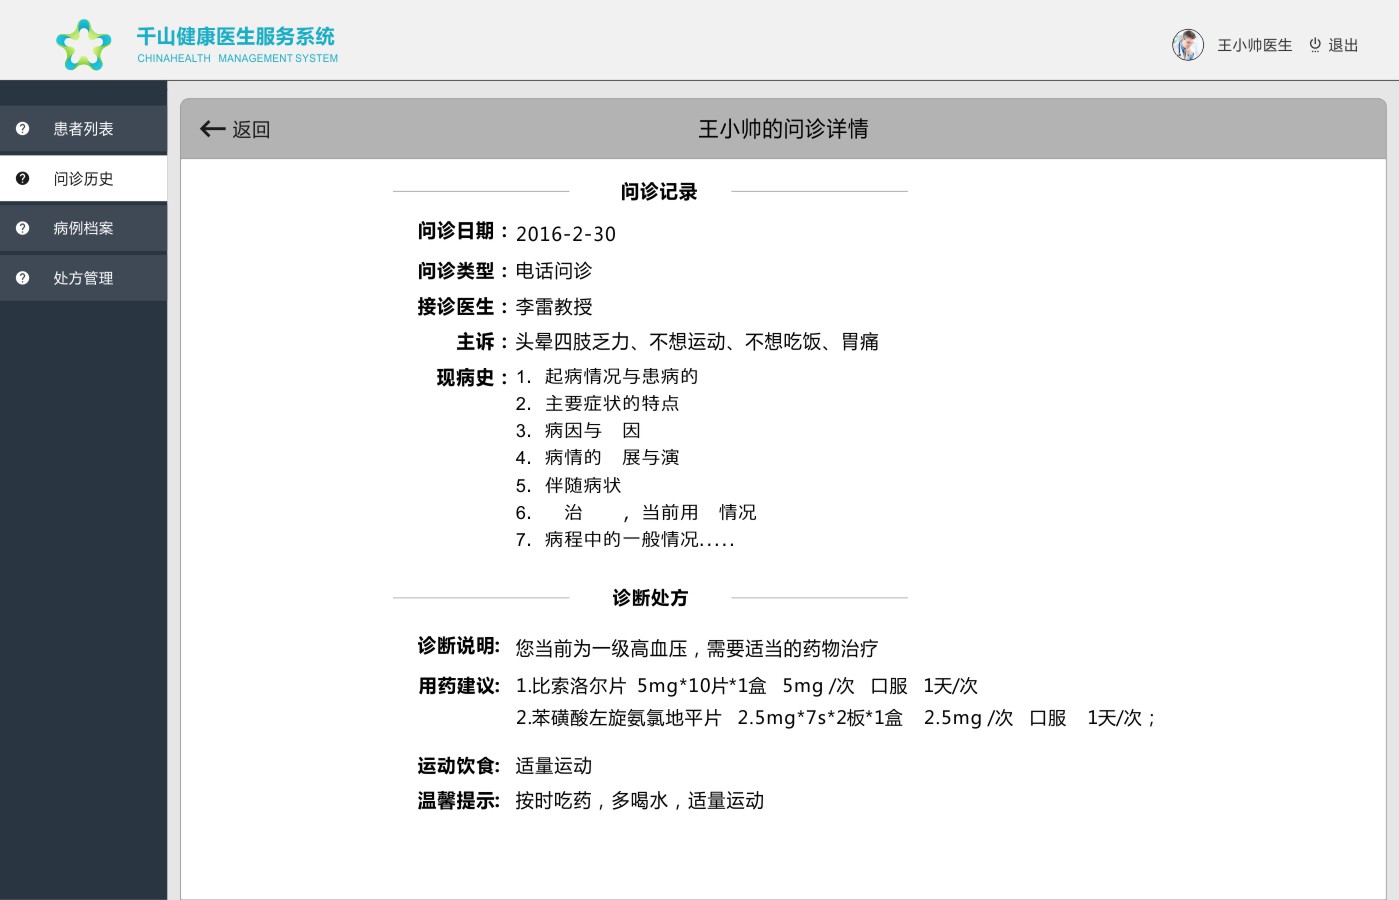 千山健康医生服务系统
CHINAHEALTH MANAGEMENT SYSTEM
王小帅医生 退出
患者列表
问诊历史
病例档案
处方管理
返回
王小帅的问诊详情
问诊记录
问诊日期：2016-2-30
问诊类型：电话问诊
接诊医生：李雷教授
主诉：头晕四肢乏力、不想运动、不想吃饭、胃痛
现病史：1. 起病情况与患病的
2. 主要症状的特点
3. 病因与 因
4. 病情的 展与演
5. 伴随病状
6. 治 ，当前用 情况
7. 病程中的一般情况.....
诊断处方
诊断说明: 您当前为一级高血压，需要适当的药物治疗
用药建议: 1.比索洛尔片 5mg*10片*1盒 5mg /次 口服 1天/次
2.苯磺酸左旋氨氯地平片 2.5mg*7s*2板*1盒 2.5mg /次 口服 1天/次；
运动饮食: 适量运动
温馨提示: 按时吃药，多喝水，适量运动